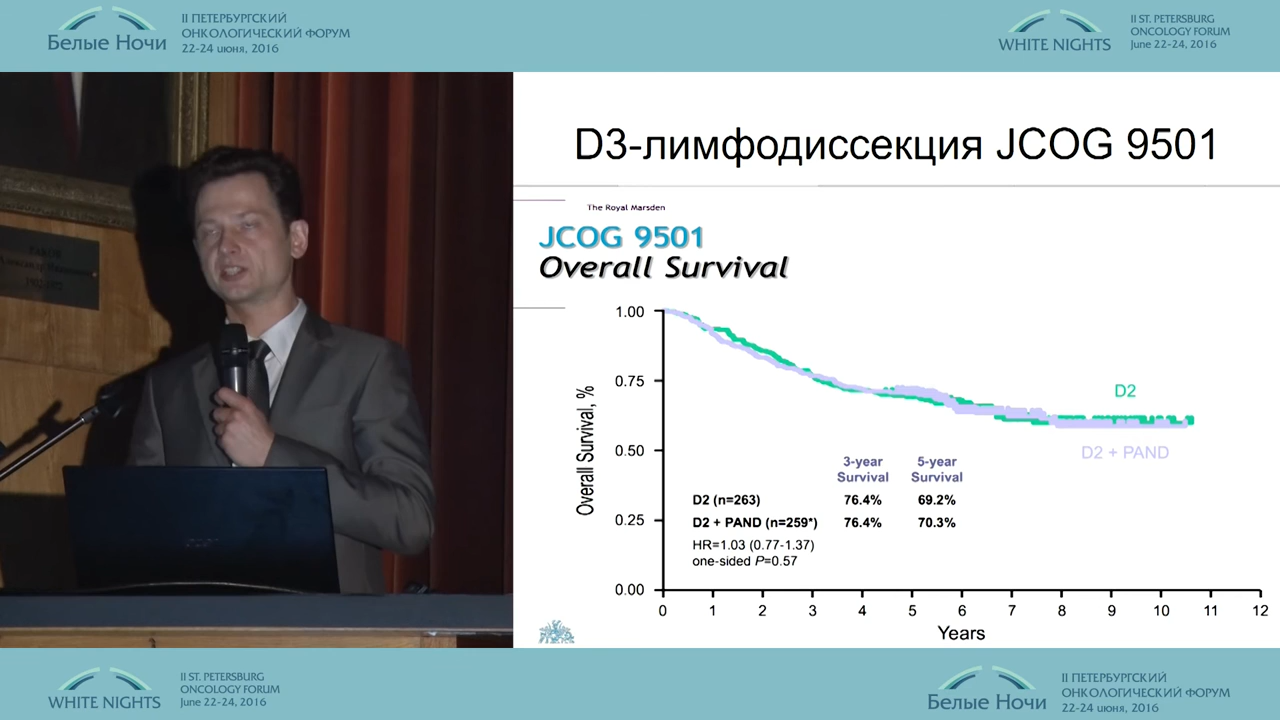 II ПЕТЕРБУРГСКИЙ
ОНКОЛОГИЧЕСКИЙ ФОРУМ
22-24 июня, 2016
Белые Ночи
II ST. PETERSBURG
ONCOLOGY FORUM
June 22-24, 2016
WHITE NIGHTS
D3-лимфодиссекция JCOG 9501
The Royal Marsden
JCOG 9501
Overall Survival
Overall Survival, %
1.00
0.75
0.50
0.25
0.00
D2
D2 + PAND
3-year Survival
5-year Survival
D2 (n=263) 76.4% 69.2%
D2 + PAND (n=259*) 76.4% 70.3%
HR=1.03 (0.77-1.37)
one-sided P=0.57
0 1 2 3 4 5 6 7 8 9 10 11 12
Years
II ST. PETERSBURG
ONCOLOGY FORUM
June 22-24, 2016
WHITE NIGHTS
II ПЕТЕРБУРГСКИЙ
ОНКОЛОГИЧЕСКИЙ ФОРУМ
22-24 июня, 2016
Белые Ночи